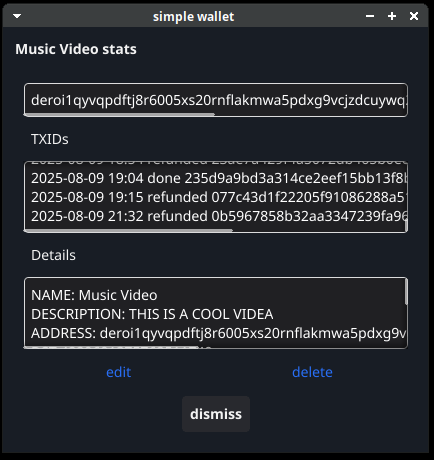 simple wallet
Music Video stats
deroi1qyvqpdftj8r6005xs20rnflakmwa5pdxg9vcjzdcuywq
TXIDs
2025-08-09 19:04 done 235d9a9bd3a314ce2eef15bb13f8b
2025-08-09 19:15 refunded 077c43d1f22205f91086288a51
2025-08-09 21:32 refunded 0b5967858b32aa3347239fa96
Details
NAME: Music Video
DESCRIPTION: THIS IS A COOL VIDEA
ADDRESS: deroi1qyvqpdftj8r6005xs20rnflakmwa5pdxg9v
edit
delete
dismiss